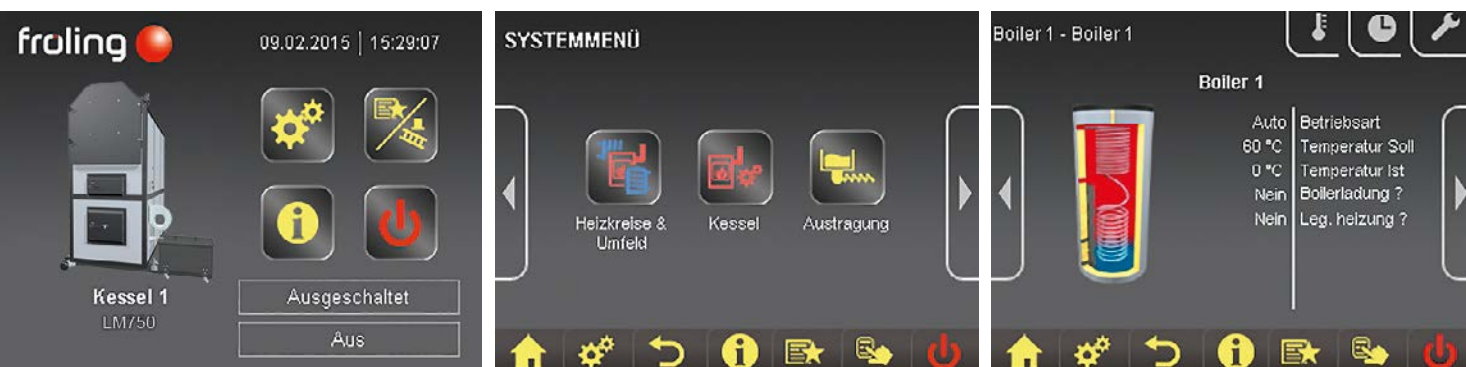 fröling
09.02.2015 | 15:29:07
Kessel 1
LM750
Ausgeschaltet
Aus
SYSTEMMENÜ
Heizkreise &
Umfeld
Kessel
Austragung
Boiler 1 - Boiler 1
Boiler 1
Auto Betriebsart
60 °C Temperatur Soll
0 °C Temperatur Ist
Nein Boilerladung ?
Nein Leg. heizung ?